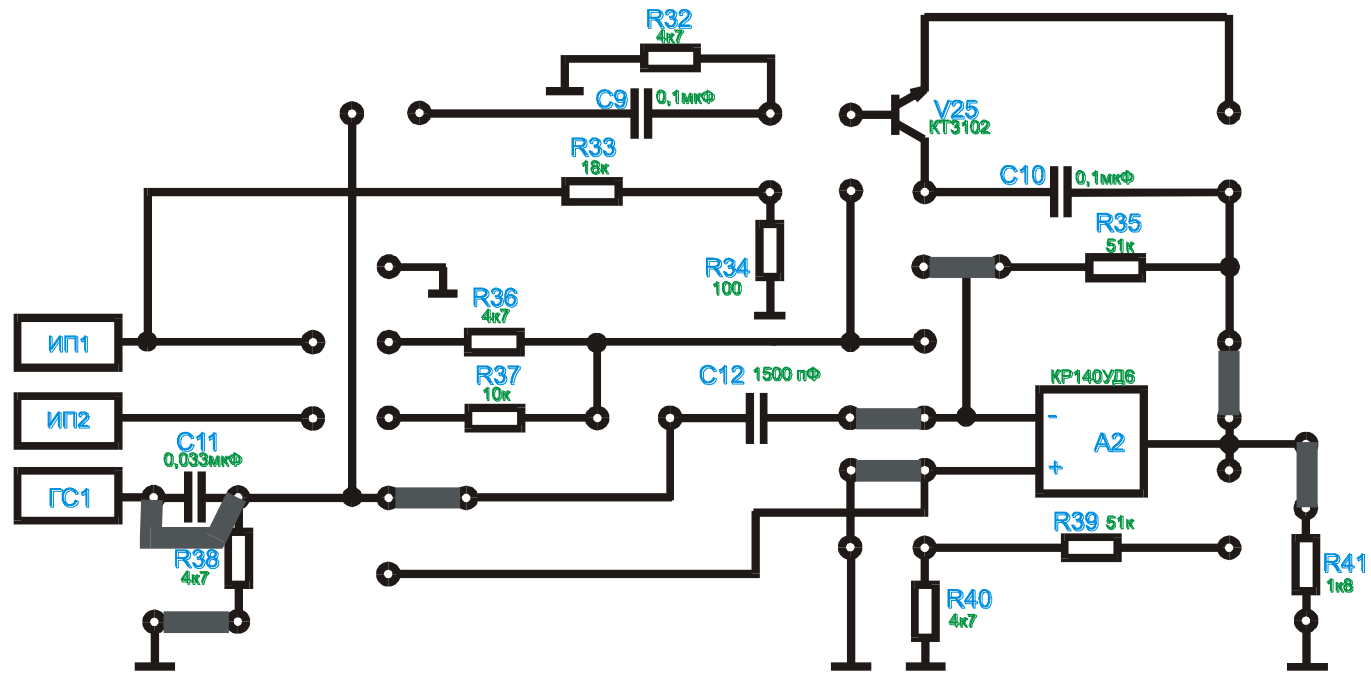 R32
4к7
C9
0,1мкФ
V25
КТ3102
R33
18к
C10
0,1мкФ
R35
51к
R34
100
R36
4к7
ИП1
R37
10к
C12
1500 пФ
КР140УД6
ИП2
-
A2
C11
0,033мкФ
+
ГС1
R39
51к
R38
4к7
R41
1к8
R40
4к7